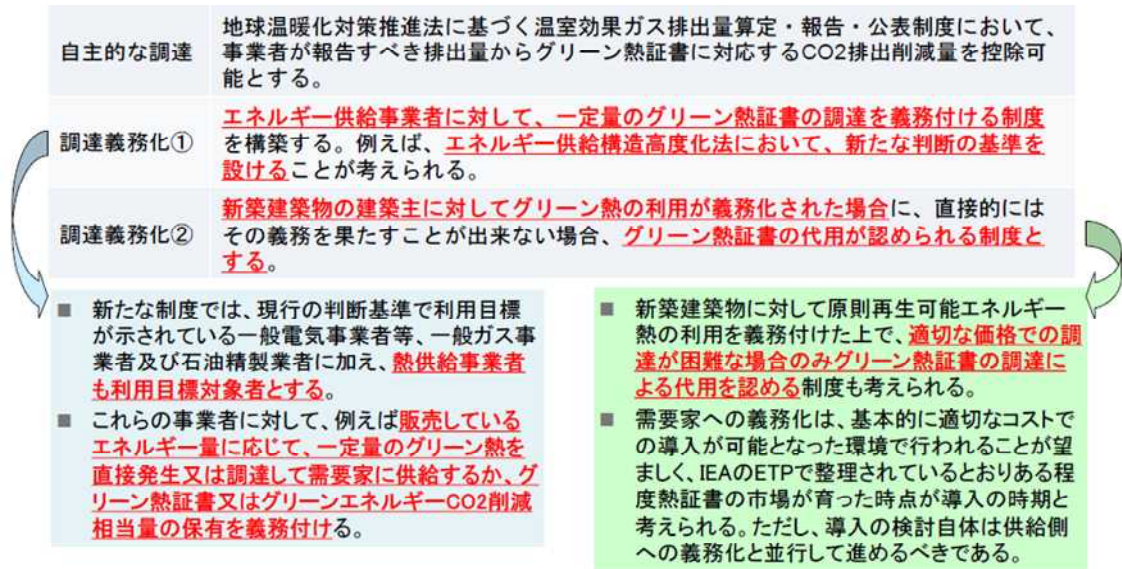 自主的な調達
地球温暖化対策推進法に基づく温室効果ガス排出量算定・報告・公表制度において、
事業者が報告すべき排出量からグリーン熱証書に対応するCO2排出削減量を控除可
能とする。
調達義務化①
エネルギー供給事業者に対して、一定量のグリーン熱証書の調達を義務付ける制度
を構築する。例えば、エネルギー供給構造高度化法において、新たな判断の基準を
設けることが考えられる。
調達義務化②
新築建築物の建築主に対してグリーン熱の利用が義務化された場合に、直接的には
その義務を果たすことが出来ない場合、グリーン熱証書の代用が認められる制度と
する。
■ 新たな制度では、現行の判断基準で利用目標
が示されている一般電気事業者等、一般ガス事
業者及び石油精製業者に加え、熱供給事業者
も利用目標対象者とする。
■ これらの事業者に対して、例えば販売している
エネルギー量に応じて、一定量のグリーン熱を
直接発生又は調達して需要家に供給するか、グ
リーン熱証書又はグリーンエネルギーCO2削減
相当量の保有を義務付ける。
■ 新築建築物に対して原則再生可能エネルギー
熱の利用を義務付けた上で、適切な価格での調
達が困難な場合のみグリーン熱証書の調達に
よる代用を認める制度も考えられる。
■ 需要家への義務化は、基本的に適切なコストで
の導入が可能となった環境で行われることが望
ましく、IEAのETPで整理されているとおりある程
度熱証書の市場が育った時点が導入の時期と
考えられる。ただし、導入の検討自体は供給側
への義務化と並行して進めるべきである。